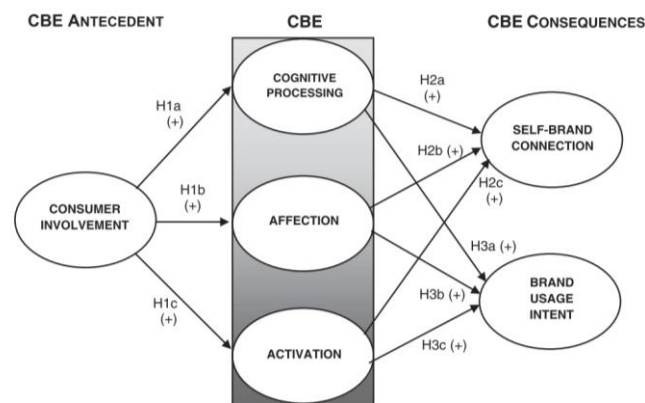 CBE ANTECEDENT
CBE
CBE CONSEQUENCES
COGNITIVE
PROCESSING
H2a
(+)
H1a
(+)
SELF-BRAND
CONNECTION
H2b (+)
H2c
(+)
H1b
(+)
CONSUMER
INVOLVEMENT
AFFECTION
H3a (+)
BRAND
USAGE
INTENT
H3b (+)
H1c
(+)
H3c (+)
ACTIVATION